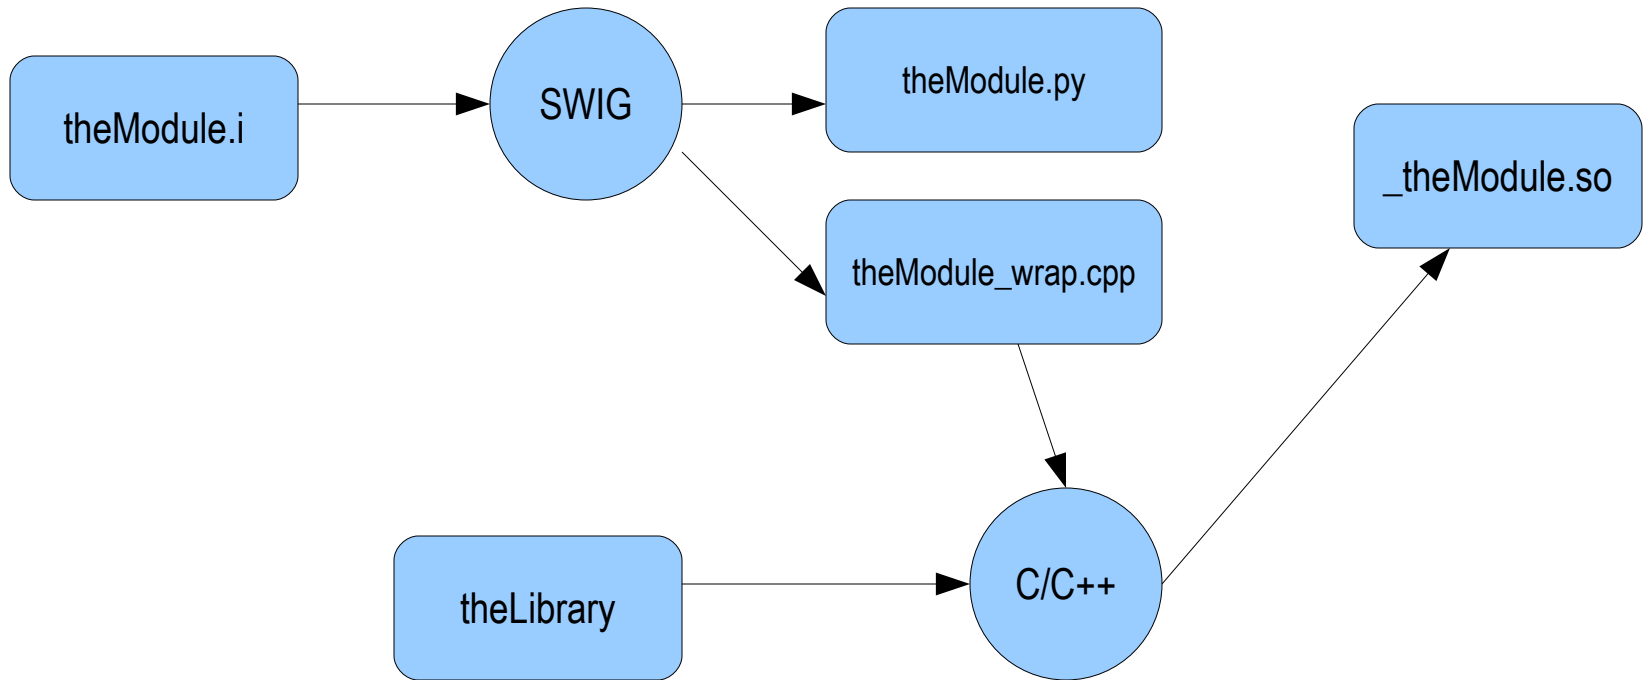 theModule.i
SWIG
theModule.py
_theModule.so
theModule_wrap.cpp
theLibrary
C/C++